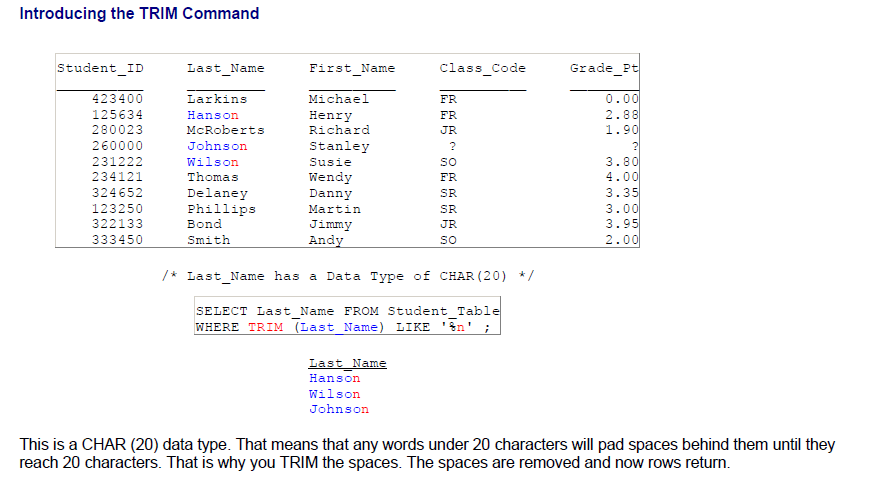 Introducing the TRIM Command
Student_ID Last_Name First_Name Class_Code Grade_Pt
423400 Larkins Michael FR 0.00
125634 Hanson Henry FR 2.88
280023 McRoberts Richard JR 1.90
260000 Johnson Stanley ? ?
231222 Wilson Susie SO 3.80
234121 Thomas Wendy FR 4.00
324652 Delaney Danny SR 3.35
123250 Phillips Martin SR 3.00
322133 Bond Jimmy JR 3.95
333450 Smith Andy SO 2.00
/* Last_Name has a Data Type of CHAR(20) */
SELECT Last_Name FROM Student_Table
WHERE TRIM (Last_Name) LIKE '%n' ;
Last_Name
Hanson
Wilson
Johnson
This is a CHAR (20) data type. That means that any words under 20 characters will pad spaces behind them until they
reach 20 characters. That is why you TRIM the spaces. The spaces are removed and now rows return.